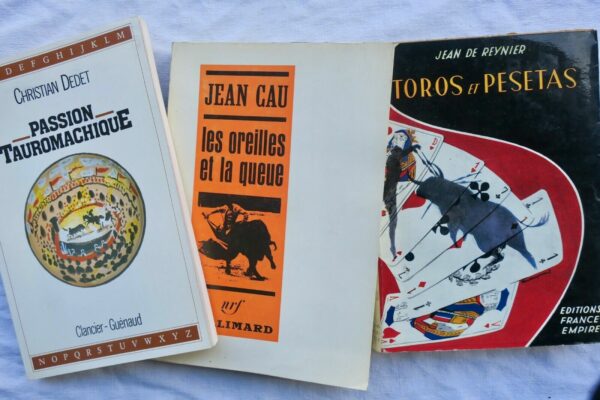 DEFGHIJKLM
CHRISTIAN DEDET
PASSION
TAUROMACHIQUE
Clancier-Guénaud
NOPQRSTUVWXYZ
JEAN CAU
les oreilles
et la queue
nrf
LLIMARD
JEAN DE REYNIER
TOROS ET PESETAS
EDITIONS
FRANCE
EMPIRE